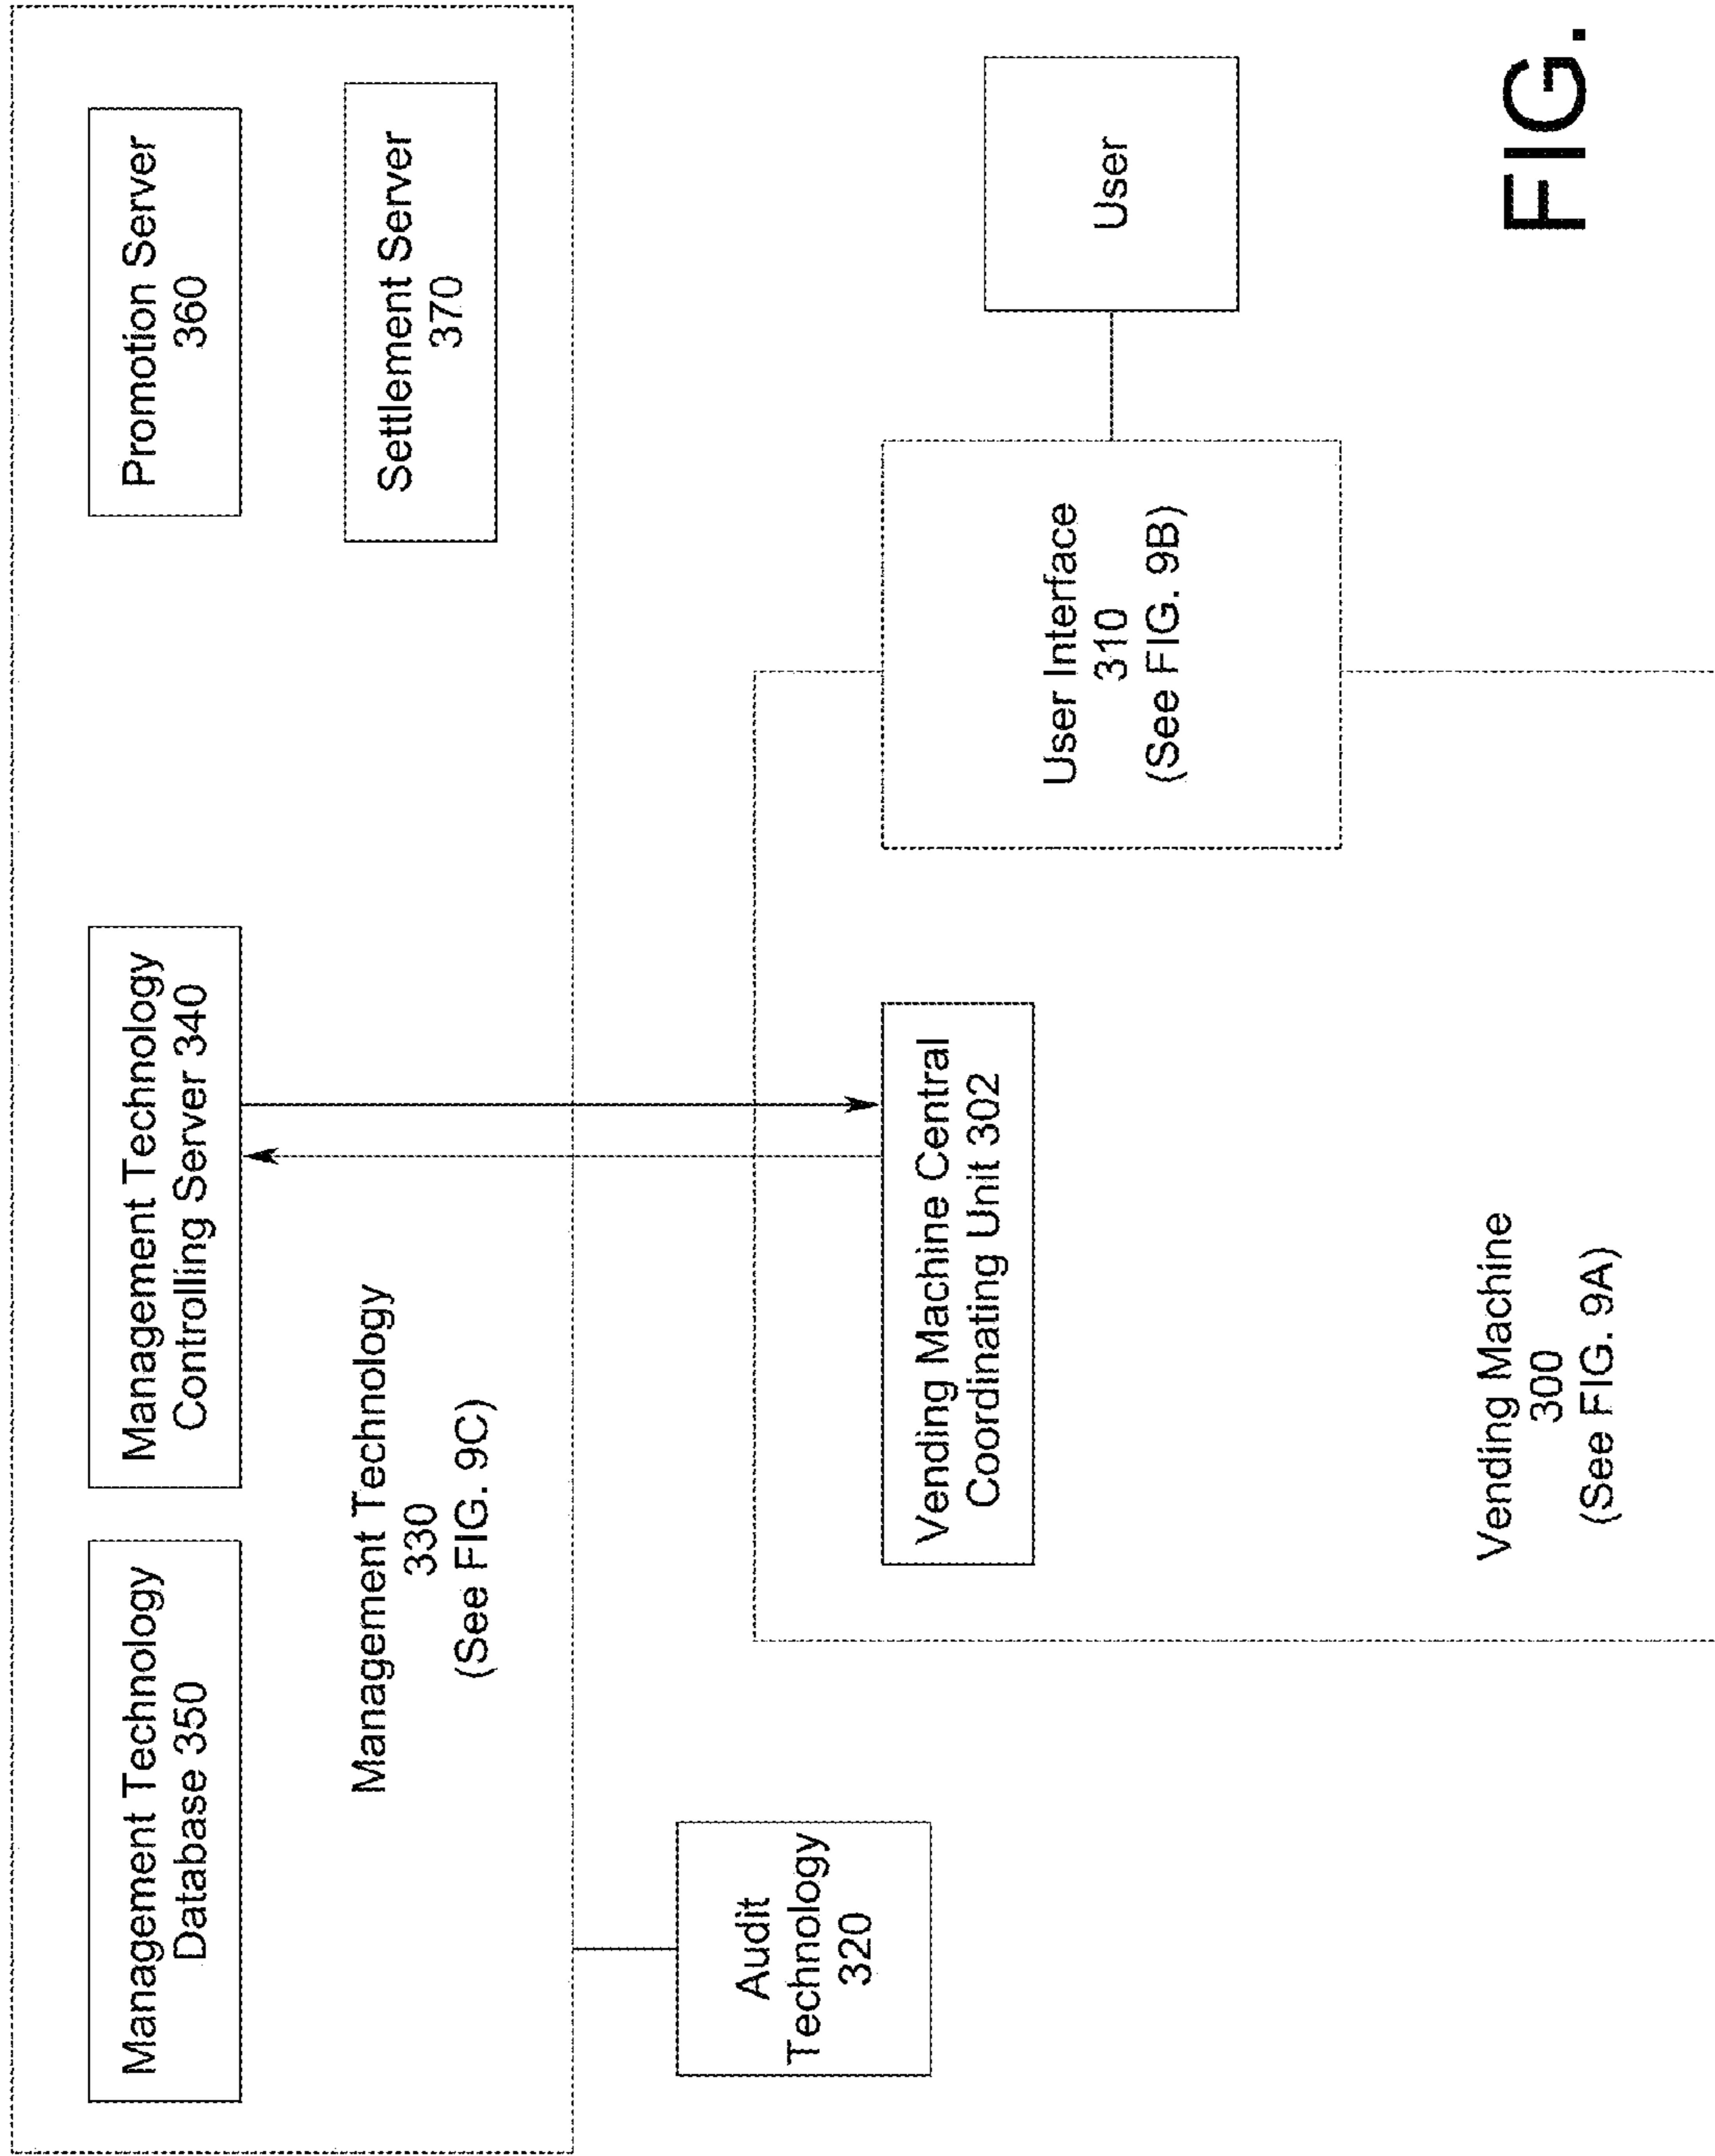 Management Technology
Database 350
Management Technology
Controlling Server 340
Promotion Server
360
Management Technology
330
(See FIG. 9C)
Settlement Server
370
Audit
Technology
320
Vending Machine Central
Coordinating Unit 302
User Interface
310
(See FIG. 9B)
User
Vending Machine
300
(See FIG. 9A)
FIG.